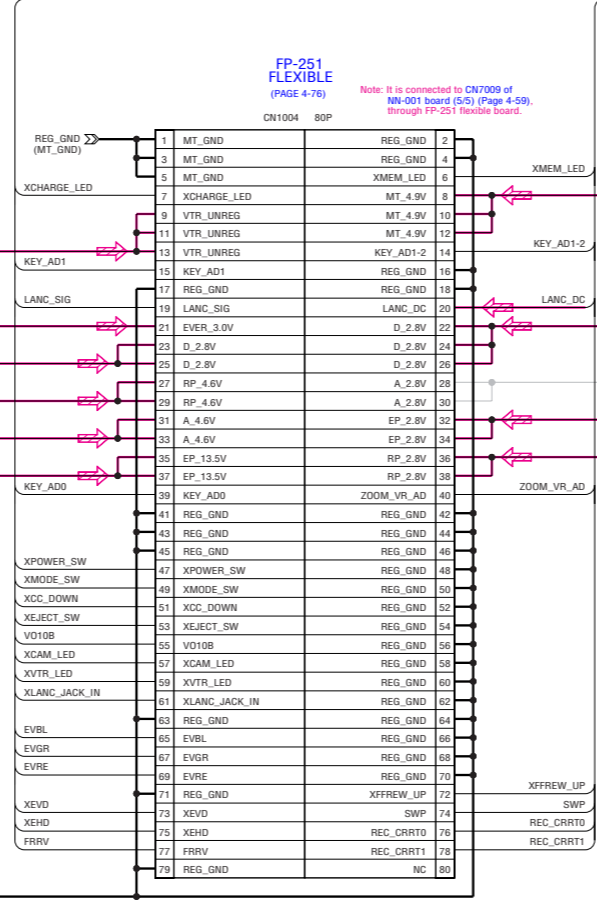 FP-251
FLEXIBLE
(PAGE 4-76)
Note: It is connected to CN7009 of
NN-001 board (5/5) (Page 4-59).
through FP-251 flexible board.
CN1004 80P
REG_GND
(MT_GND)
1 MT_GND REG_GND 2
3 MT_GND REG_GND 4
5 MT_GND XMEM_LED 6 XMEM_LED
XCHARGE_LED 7 XCHARGE_LED MT_4.9V 8
9 VTR_UNREG MT_4.9V 10
11 VTR_UNREG MT_4.9V 12
13 VTR_UNREG KEY_AD1-2 14 KEY_AD1-2
KEY_AD1 15 KEY_AD1 REG_GND 16
17 REG_GND REG_GND 18
LANC_SIG 19 LANC_SIG LANC_DC 20 LANC_DC
21 EVER_3.0V D_2.8V 22
23 D_2.8V D_2.8V 24
25 D_2.8V D_2.8V 26
27 RP_4.6V A_2.8V 28
29 RP_4.6V A_2.8V 30
31 A_4.6V EP_2.8V 32
33 A_4.6V EP_2.8V 34
35 EP_13.5V RP_2.8V 36
37 EP_13.5V RP_2.8V 38
KEY_AD0 39 KEY_AD0 ZOOM_VR_AD 40 ZOOM_VR_AD
41 REG_GND REG_GND 42
43 REG_GND REG_GND 44
45 REG_GND REG_GND 46
XPOWER_SW 47 XPOWER_SW REG_GND 48
XMODE_SW 49 XMODE_SW REG_GND 50
XCC_DOWN 51 XCC_DOWN REG_GND 52
XEJECT_SW 53 XEJECT_SW REG_GND 54
VO10B 55 VO10B REG_GND 56
XCAM_LED 57 XCAM_LED REG_GND 58
XVTR_LED 59 XVTR_LED REG_GND 60
XLANC_JACK_IN 61 XLANC_JACK_IN REG_GND 62
63 REG_GND REG_GND 64
EVBL 65 EVBL REG_GND 66
EVGR 67 EVGR REG_GND 68
EVRE 69 EVRE REG_GND 70
71 REG_GND XFFREW_UP 72 XFFREW_UP
XEVD 73 XEVD SWP 74 SWP
XEHD 75 XEHD REC_CRRT0 76 REC_CRRT0
FRRV 77 FRRV REC_CRRT1 78 REC_CRRT1
79 REG_GND NC 80